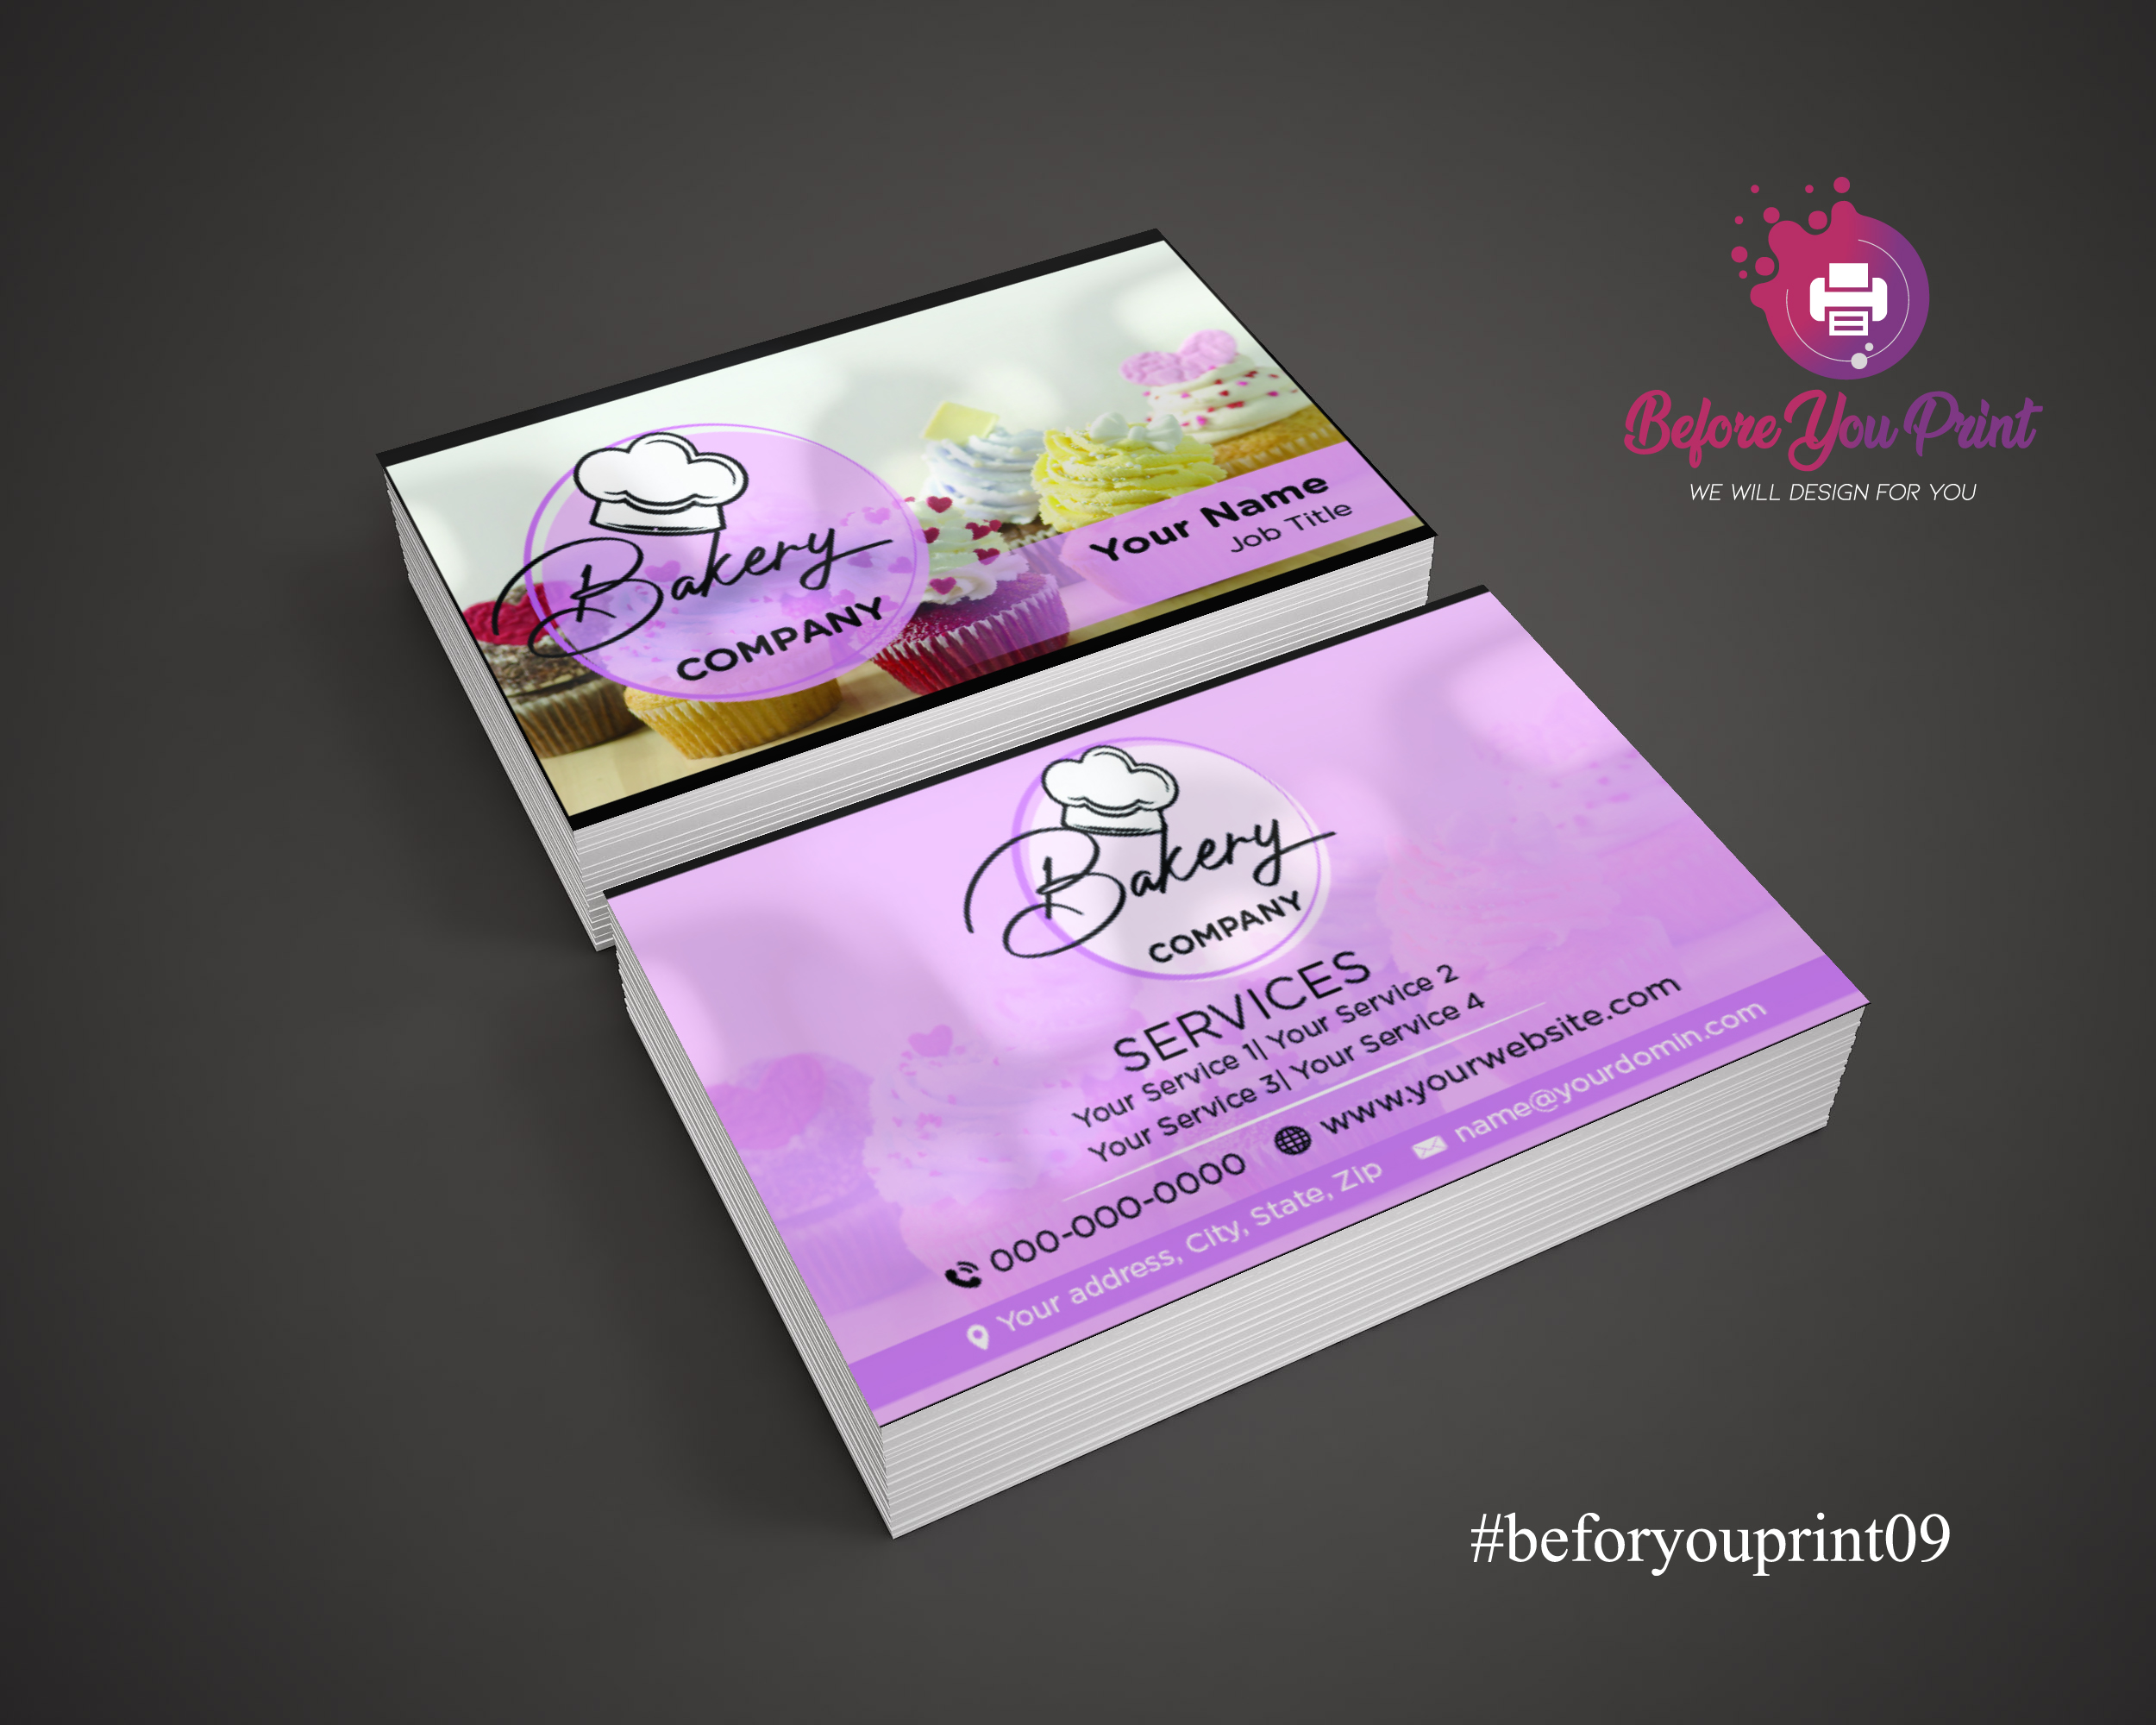 Before You Print
WE WILL DESIGN FOR YOU
Bakery
COMPANY
Your Name
Job Title
Bakery
COMPANY
SERVICES
Your Service 1| Your Service 2
Your Service 3| Your Service 4
000-000-0000 www.yourwebsite.com
Your address, City, State, Zip name@yourdomin.com
#beforyouprint09